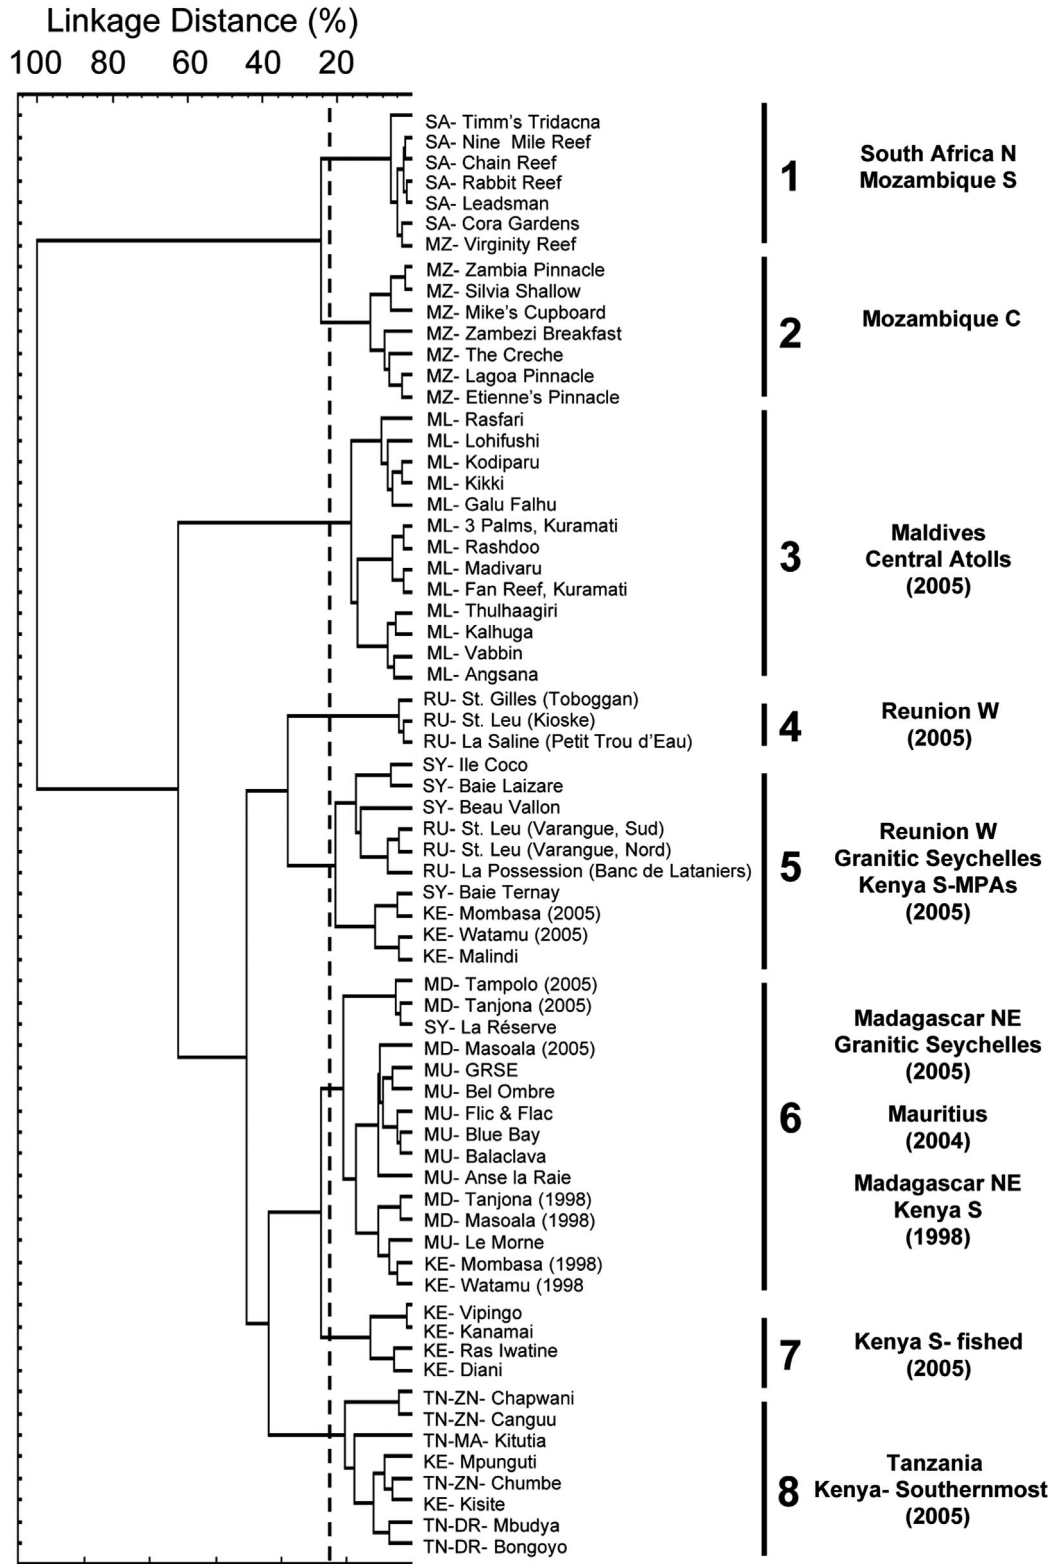 Linkage Distance (%)
100 80 60 40 20
SA- Timm's Tridacna
SA- Nine Mile Reef
SA- Chain Reef
SA- Rabbit Reef
SA- Leadsman
SA- Cora Gardens
MZ- Virginity Reef
1
South Africa N
Mozambique S
MZ- Zambia Pinnacle
MZ- Silvia Shallow
MZ- Mike's Cupboard
MZ- Zambezi Breakfast
MZ- The Creche
MZ- Lagoa Pinnacle
MZ- Etienne's Pinnacle
2
Mozambique C
ML- Rasfari
ML- Lohifushi
ML- Kodiparu
ML- Kikki
ML- Galu Falhu
ML- 3 Palms, Kuramati
ML- Rashdoo
ML- Madivaru
ML- Fan Reef, Kuramati
ML- Thulhaagiri
ML- Kalhuga
ML- Vabbin
ML- Angsana
3
Maldives
Central Atolls
(2005)
RU- St. Gilles (Toboggan)
RU- St. Leu (Kioske)
RU- La Saline (Petit Trou d'Eau)
4
Reunion W
(2005)
SY- Ile Coco
SY- Baie Laizare
SY- Beau Vallon
RU- St. Leu (Varangue, Sud)
RU- St. Leu (Varangue, Nord)
RU- La Possession (Banc de Lataniers)
SY- Baie Ternay
KE- Mombasa (2005)
KE- Watamu (2005)
KE- Malindi
5
Reunion W
Granitic Seychelles
Kenya S-MPAs
(2005)
MD- Tampolo (2005)
MD- Tanjona (2005)
SY- La Réserve
MD- Masoala (2005)
MU- GRSE
MU- Bel Ombre
MU- Flic & Flac
MU- Blue Bay
MU- Balaclava
MU- Anse la Raie
MD- Tanjona (1998)
MD- Masoala (1998)
MU- Le Morne
KE- Mombasa (1998)
KE- Watamu (1998
6
Madagascar NE
Granitic Seychelles
(2005)
Mauritius
(2004)
Madagascar NE
Kenya S
(1998)
KE- Vipingo
KE- Kanamai
KE- Ras Iwatine
KE- Diani
7
Kenya S- fished
(2005)
TN-ZN- Chapwani
TN-ZN- Canguu
TN-MA- Kitutia
KE- Mpunguti
TN-ZN- Chumbe
KE- Kisite
TN-DR- Mbudya
TN-DR- Bongoyo
8
Tanzania
Kenya- Southernmost
(2005)